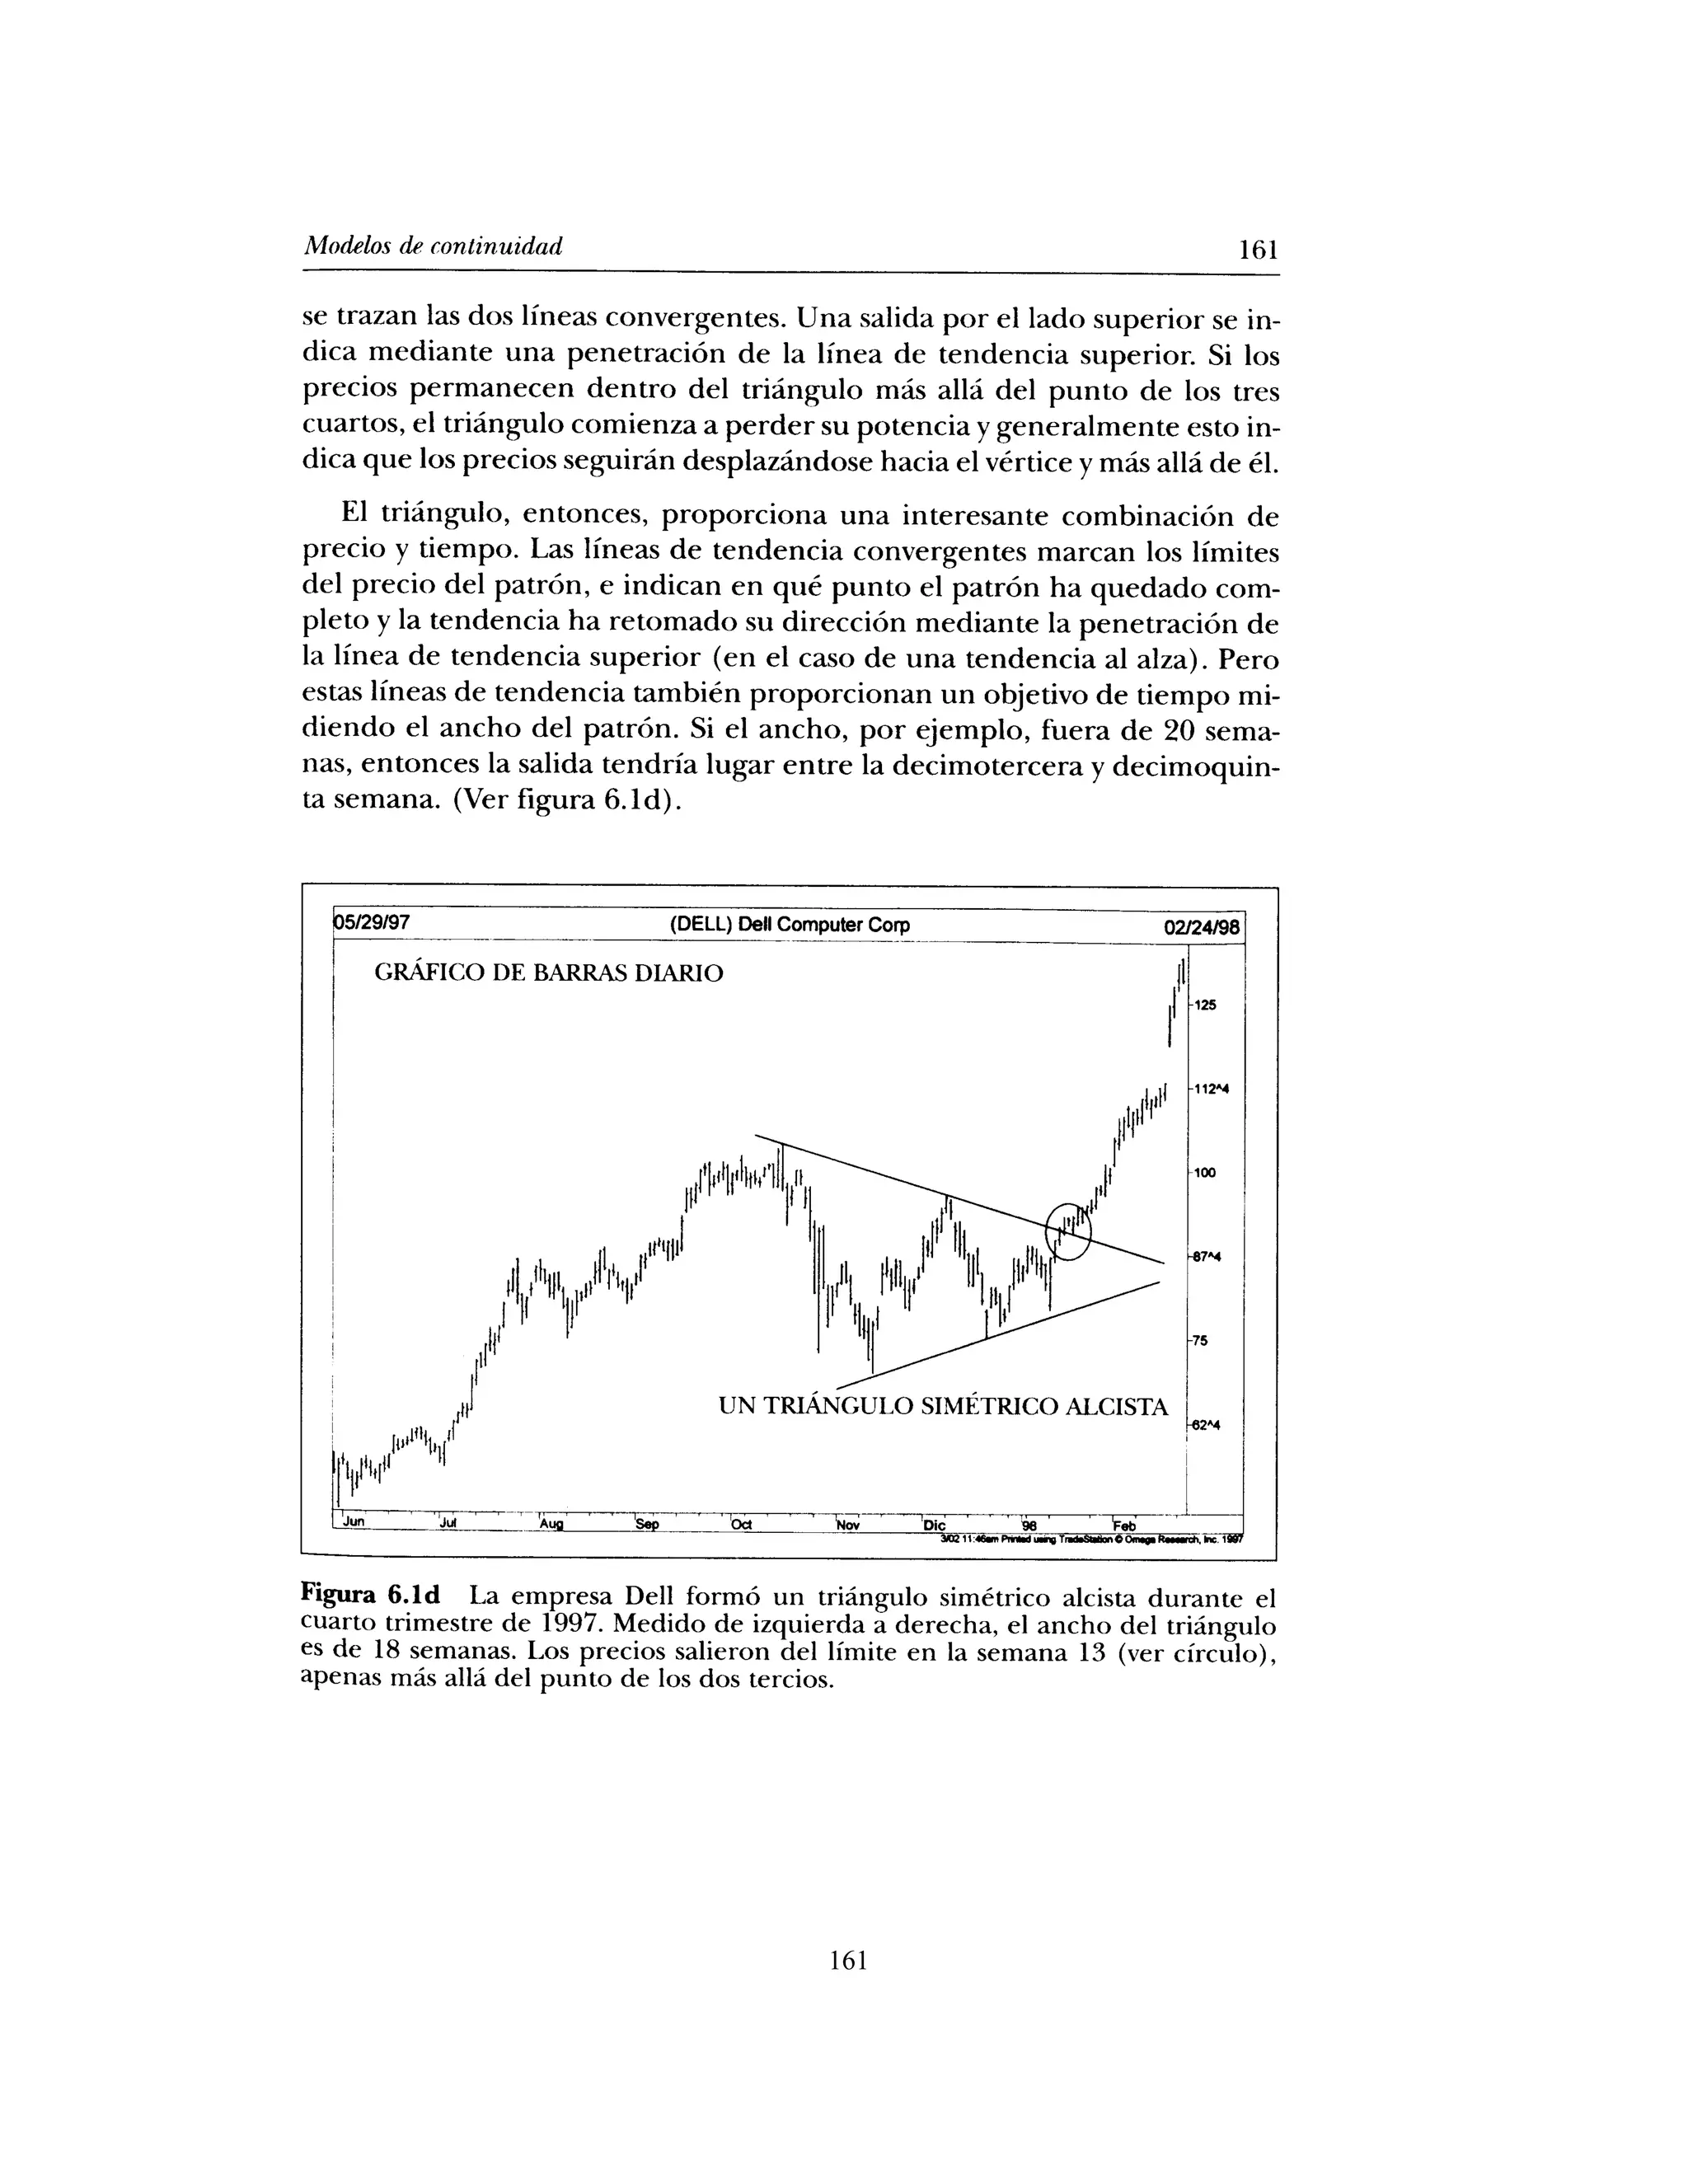 Modelos de continuidad 161
se trazan las dos líneas convergentes. Una salida por el lado superior se in-
dica mediante una penetración de la línea de tendencia superior. Si los
precios permanecen dentro del triángulo más allá del punto de los tres
cuartos, el triángulo comienza a perder su potencia y generalmente esto in-
dica que los precios seguirán desplazándose hacia el vértice y más allá de él.
El triángulo, entonces, proporciona una interesante combinación de
precio y tiempo. Las líneas de tendencia convergentes marcan los límites
del precio del patrón, e indican en qué punto el patrón ha quedado com-
pleto y la tendencia ha retomado su dirección mediante la penetración de
la línea de tendencia superior (en el caso de una tendencia al alza). Pero
estas líneas de tendencia también proporcionan un objetivo de tiempo mi-
diendo el ancho del patrón. Si el ancho, por ejemplo, fuera de 20 sema-
nas, entonces la salida tendría lugar entre la decimotercera y decimoquin-
ta semana. (Ver figura 6.1d).
05/29/97 (DELL) Dell Computer Corp 02/24/98
GRÁFICO DE BARRAS DIARIO
125
112^4
100
87^4
75
UN TRIÁNGULO SIMÉTRICO ALCISTA
62^4
Jun Jul Aug Sep Oct Nov Dic 98 Feb
3/02 11:46am Printed using TradeStation © Omega Research, Inc. 1997
Figura 6.1d La empresa Dell formó un triángulo simétrico alcista durante el
cuarto trimestre de 1997. Medido de izquierda a derecha, el ancho del triángulo
es de 18 semanas. Los precios salieron del límite en la semana 13 (ver círculo),
apenas más allá del punto de los dos tercios.
161